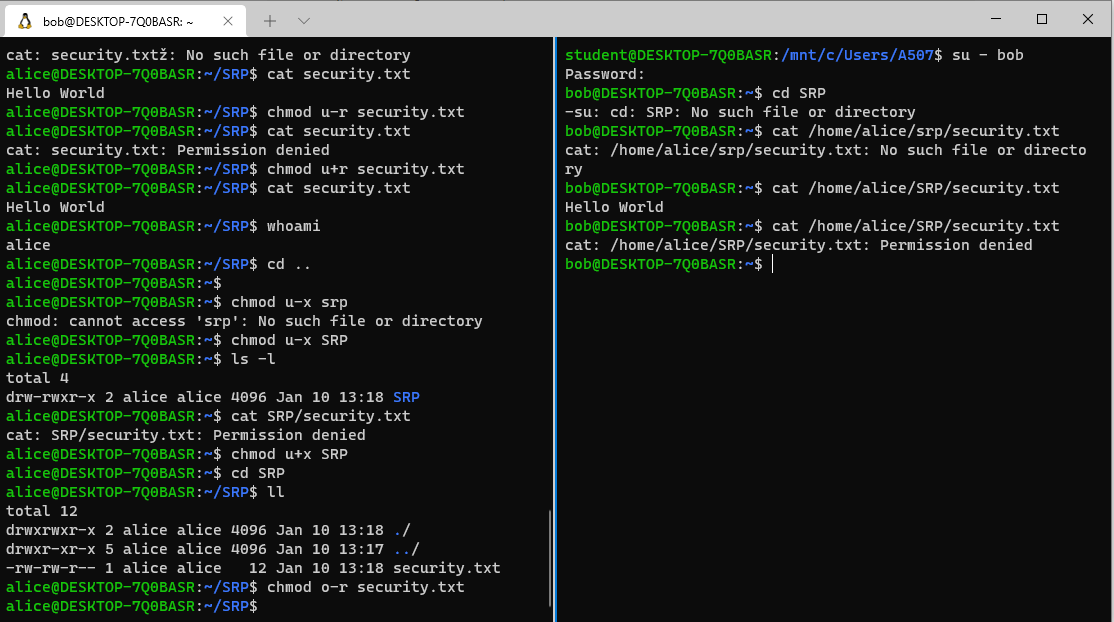 bob@DESKTOP-7Q0BASR: ~
cat: security.txtž: No such file or directory
alice@DESKTOP-7Q0BASR:~/SRP$ cat security.txt
Hello World
alice@DESKTOP-7Q0BASR:~/SRP$ chmod u-r security.txt
alice@DESKTOP-7Q0BASR:~/SRP$ cat security.txt
cat: security.txt: Permission denied
alice@DESKTOP-7Q0BASR:~/SRP$ chmod u+r security.txt
alice@DESKTOP-7Q0BASR:~/SRP$ cat security.txt
Hello World
alice@DESKTOP-7Q0BASR:~/SRP$ whoami
alice
alice@DESKTOP-7Q0BASR:~/SRP$ cd ..
alice@DESKTOP-7Q0BASR:~$
alice@DESKTOP-7Q0BASR:~$ chmod u-x srp
chmod: cannot access 'srp': No such file or directory
alice@DESKTOP-7Q0BASR:~$ chmod u-x SRP
alice@DESKTOP-7Q0BASR:~$ ls -l
total 4
drw-rwxr-x 2 alice alice 4096 Jan 10 13:18 SRP
alice@DESKTOP-7Q0BASR:~$ cat SRP/security.txt
cat: SRP/security.txt: Permission denied
alice@DESKTOP-7Q0BASR:~$ chmod u+x SRP
alice@DESKTOP-7Q0BASR:~$ cd SRP
alice@DESKTOP-7Q0BASR:~/SRP$ ll
total 12
drwxrwxr-x 2 alice alice 4096 Jan 10 13:18 ./
drwxr-xr-x 5 alice alice 4096 Jan 10 13:17 ../
-rw-rw-r-- 1 alice alice   12 Jan 10 13:18 security.txt
alice@DESKTOP-7Q0BASR:~/SRP$ chmod o-r security.txt
alice@DESKTOP-7Q0BASR:~/SRP$
student@DESKTOP-7Q0BASR:/mnt/c/Users/A507$ su - bob
Password:
bob@DESKTOP-7Q0BASR:~$ cd SRP
-su: cd: SRP: No such file or directory
bob@DESKTOP-7Q0BASR:~$ cat /home/alice/srp/security.txt
cat: /home/alice/srp/security.txt: No such file or directo
ry
bob@DESKTOP-7Q0BASR:~$ cat /home/alice/SRP/security.txt
Hello World
bob@DESKTOP-7Q0BASR:~$ cat /home/alice/SRP/security.txt
cat: /home/alice/SRP/security.txt: Permission denied
bob@DESKTOP-7Q0BASR:~$